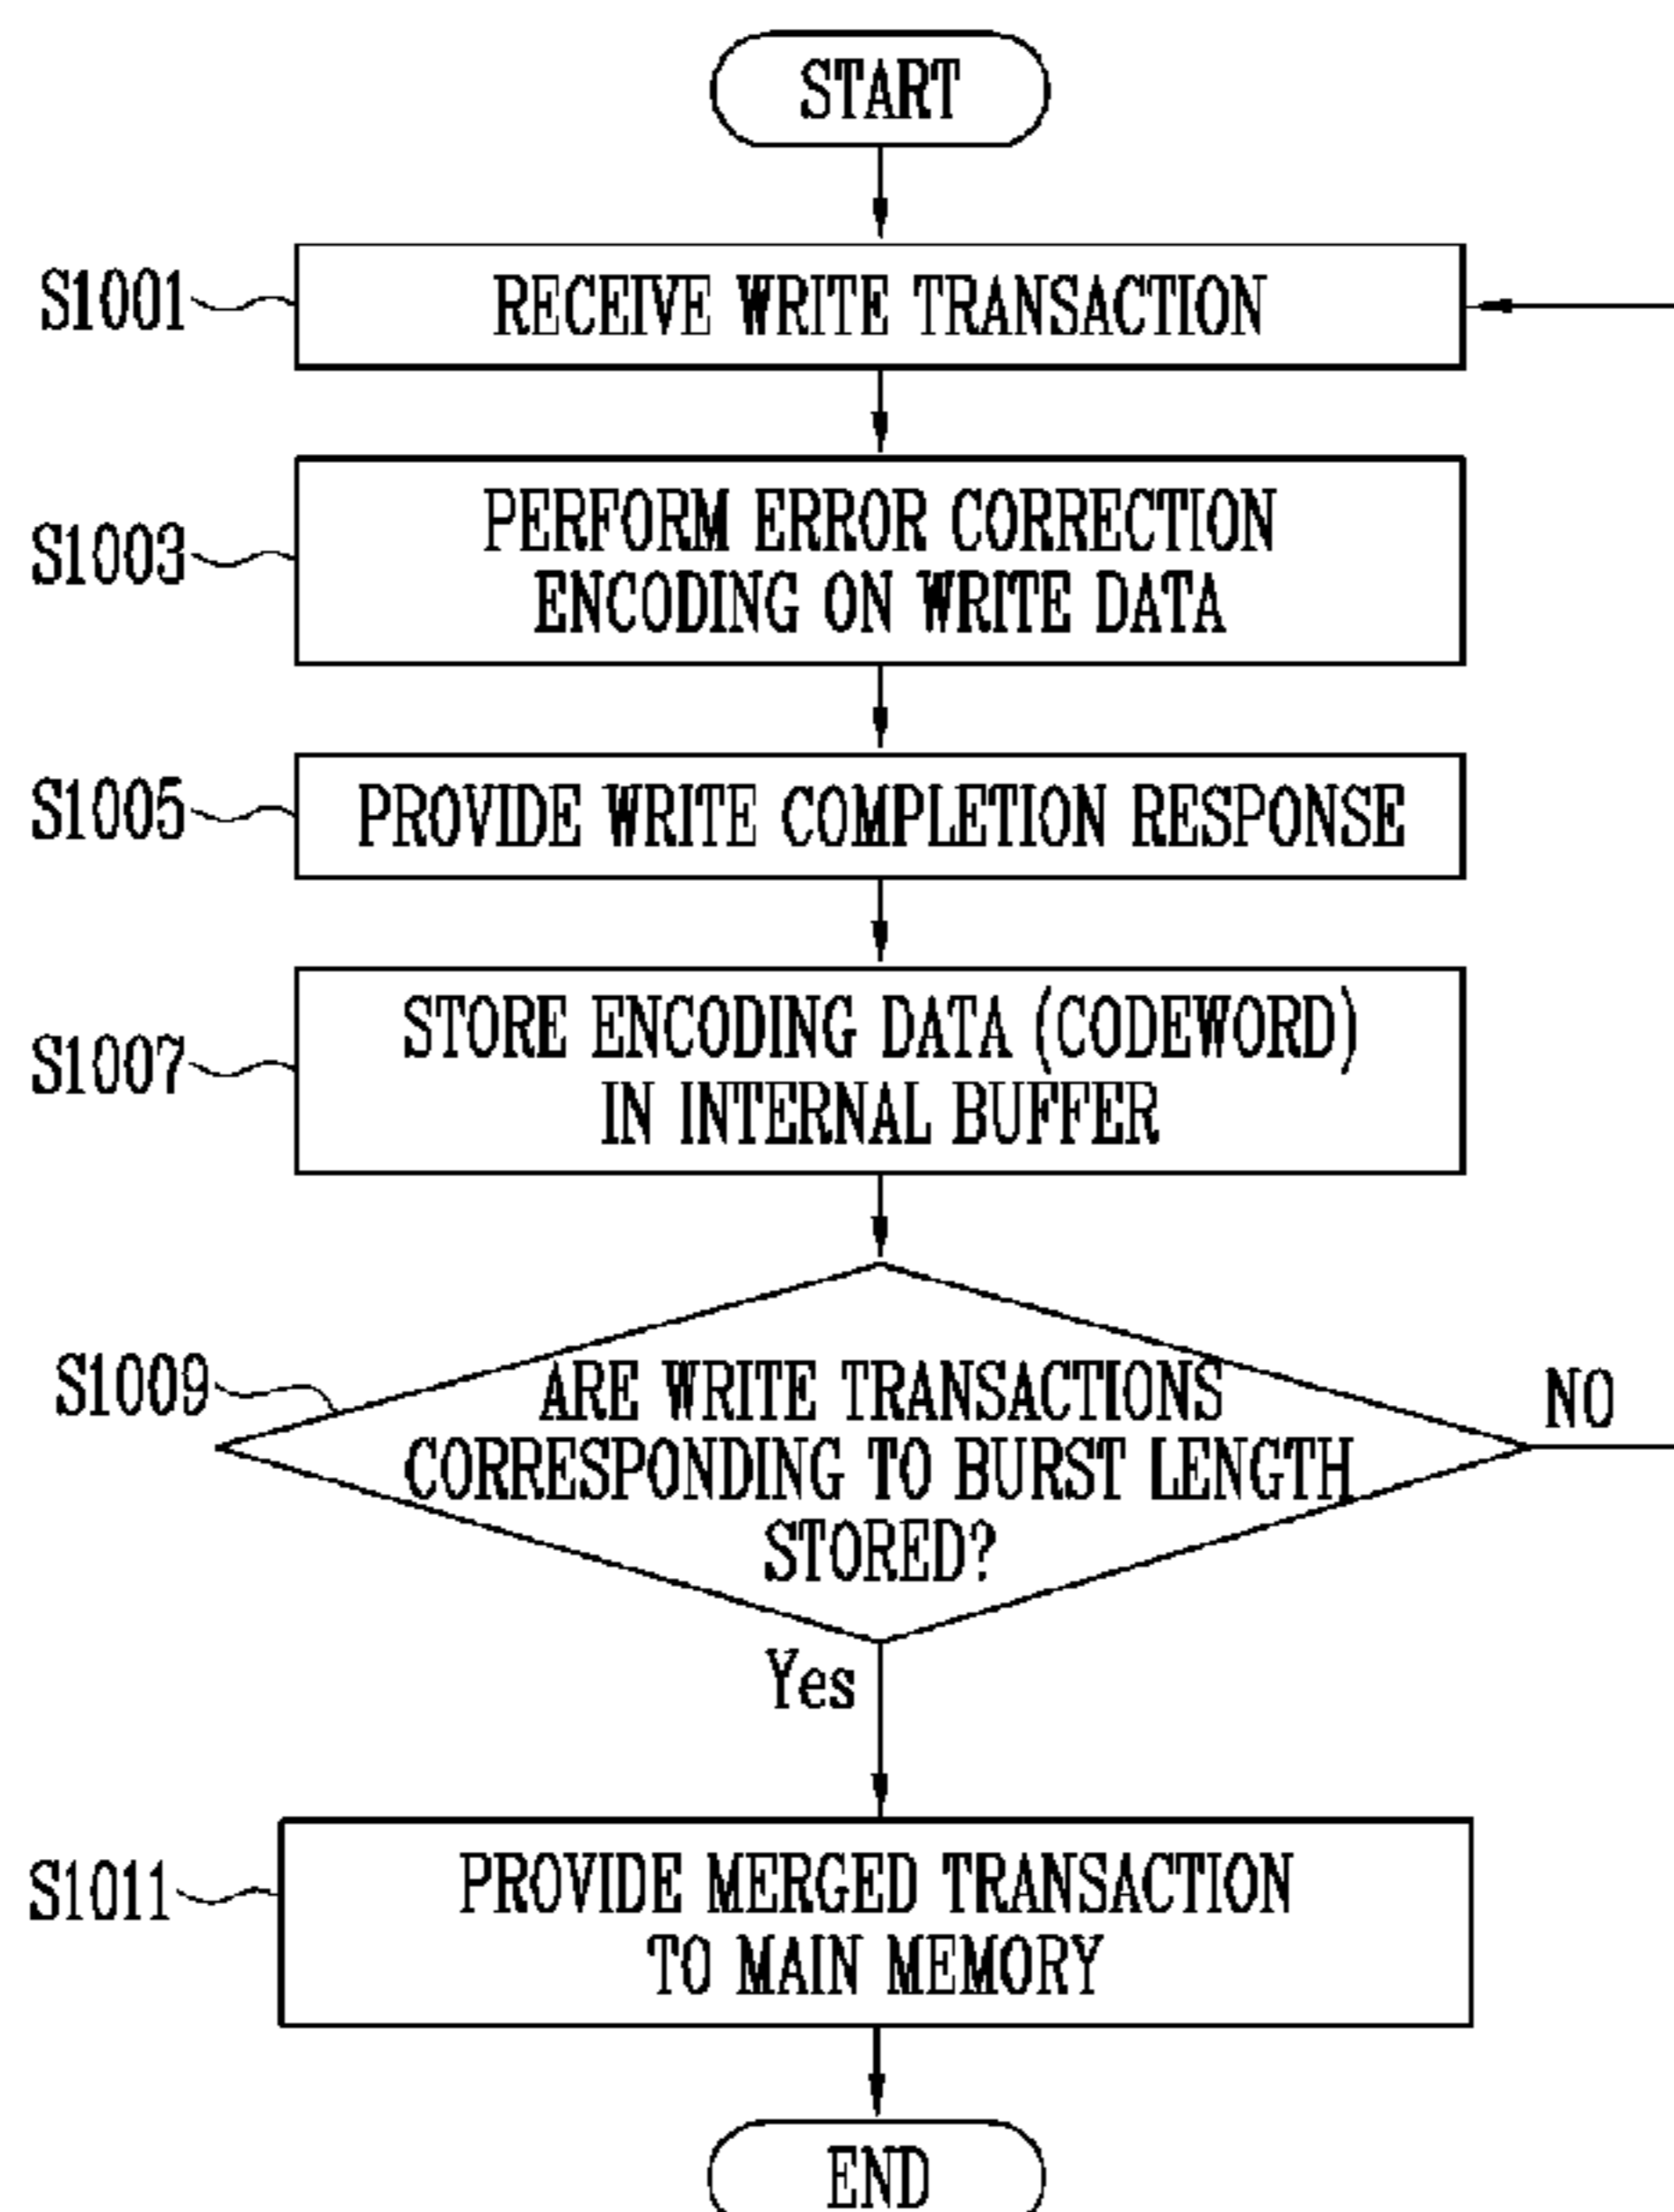 START
S1001
RECEIVE WRITE TRANSACTION
S1003
PERFORM ERROR CORRECTION
ENCODING ON WRITE DATA
S1005
PROVIDE WRITE COMPLETION RESPONSE
S1007
STORE ENCODING DATA (CODEWORD)
IN INTERNAL BUFFER
S1009
ARE WRITE TRANSACTIONS
CORRESPONDING TO BURST LENGTH
STORED?
NO
Yes
S1011
PROVIDE MERGED TRANSACTION
TO MAIN MEMORY
END